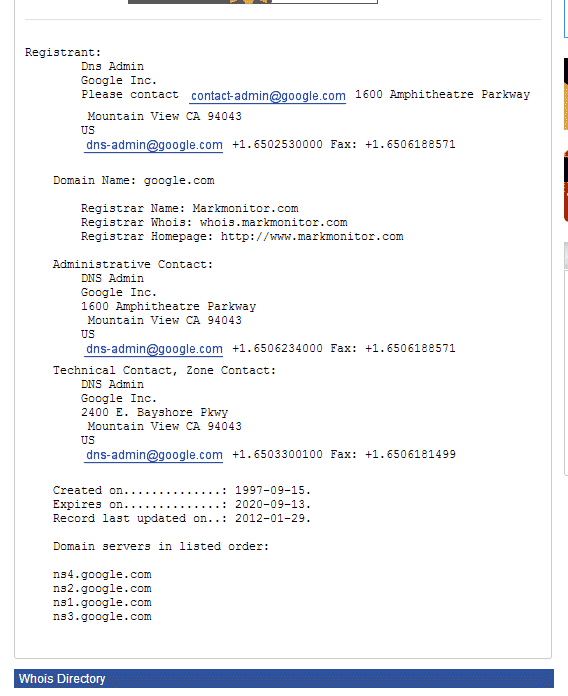 Registrant:
Dns Admin
Google Inc.
Please contact contact-admin@google.com 1600 Amphitheatre Parkway
Mountain View CA 94043
US
dns-admin@google.com +1.6502530000 Fax: +1.6506188571
Domain Name: google.com
Registrar Name: Markmonitor.com
Registrar Whois: whois.markmonitor.com
Registrar Homepage: http://www.markmonitor.com
Administrative Contact:
DNS Admin
Google Inc.
1600 Amphitheatre Parkway
Mountain View CA 94043
US
dns-admin@google.com +1.6506234000 Fax: +1.6506188571
Technical Contact, Zone Contact:
DNS Admin
Google Inc.
2400 E. Bayshore Pkwy
Mountain View CA 94043
US
dns-admin@google.com +1.6503300100 Fax: +1.6506181499
Created on..............: 1997-09-15.
Expires on..............: 2020-09-13.
Record last updated on..: 2012-01-29.
Domain servers in listed order:
ns4.google.com
ns2.google.com
ns1.google.com
ns3.google.com
Whois Directory